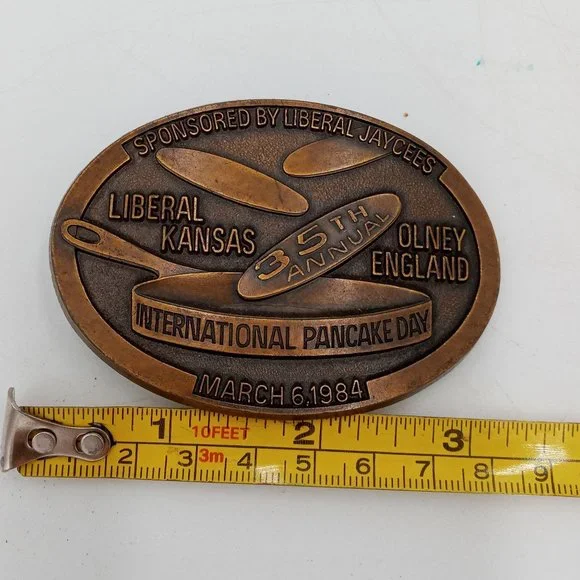 SPONSORED BY LIBERAL JAYCEES
LIBERAL
KANSAS
35TH
ANNUAL
OLNEY
ENGLAND
INTERNATIONAL PANCAKE DAY
MARCH 6, 1984
1 10FEET 2 3
2 3 3m 4 5 6 7 8 9